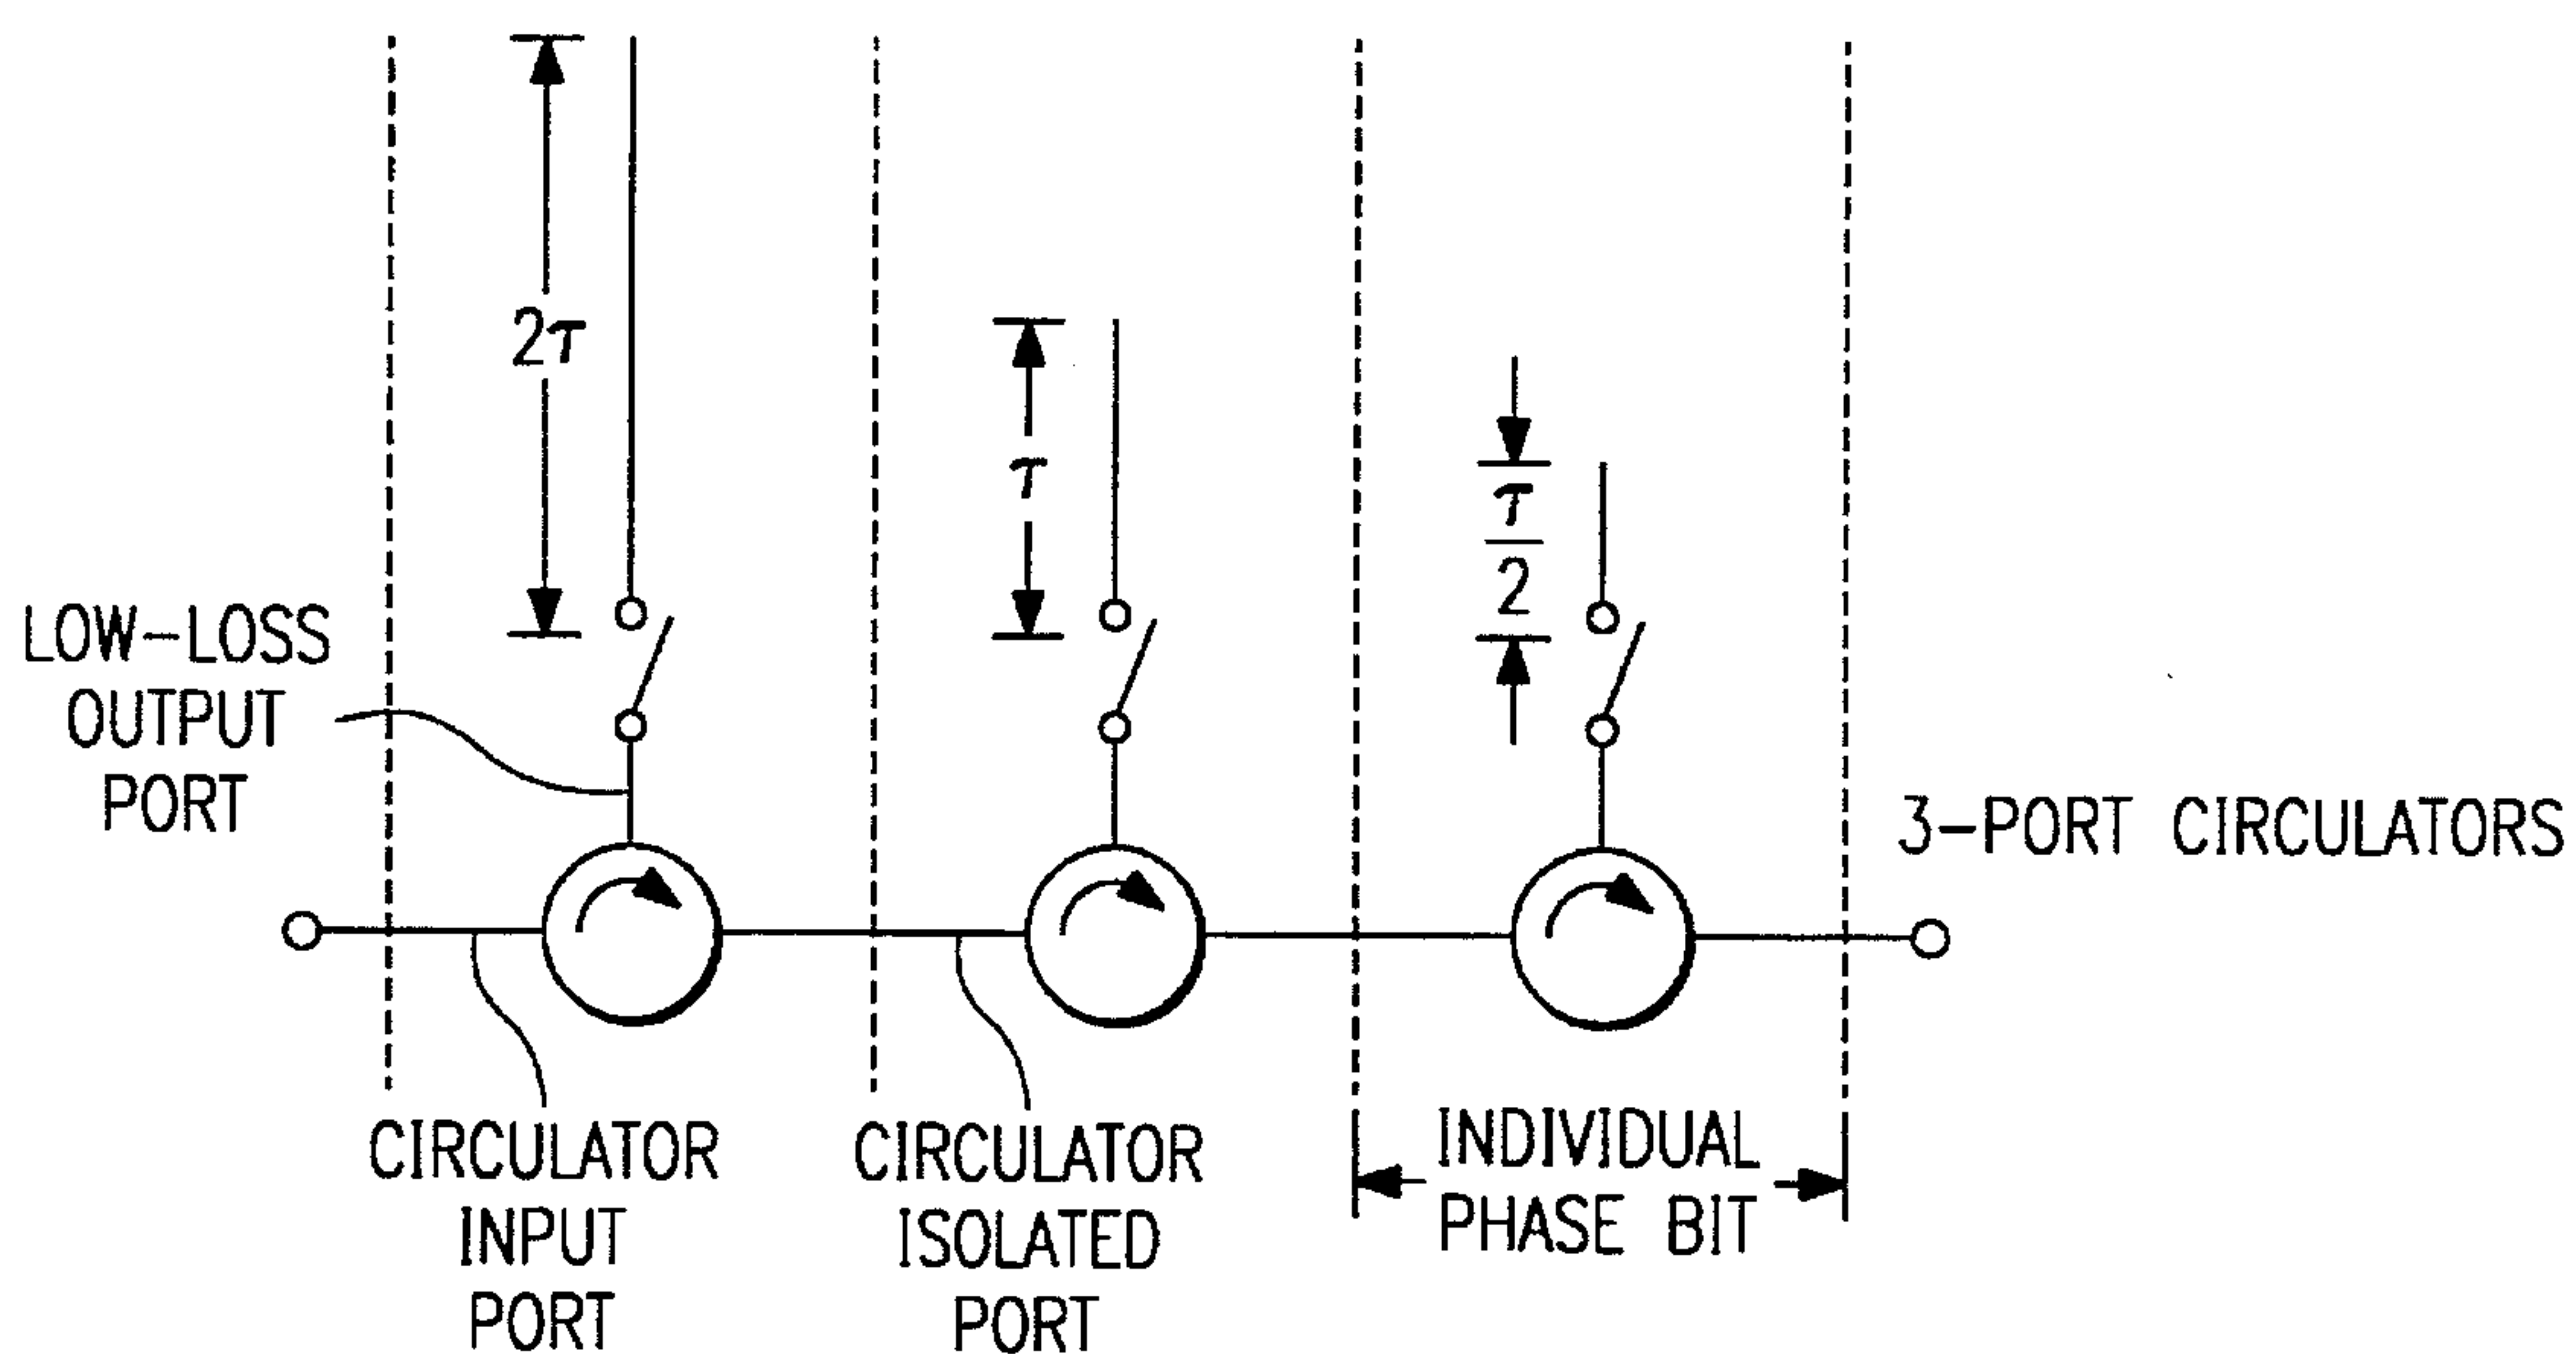 2τ
τ
τ
2
LOW-LOSS
OUTPUT
PORT
3-PORT CIRCULATORS
CIRCULATOR
INPUT
PORT
CIRCULATOR
ISOLATED
PORT
INDIVIDUAL
PHASE BIT